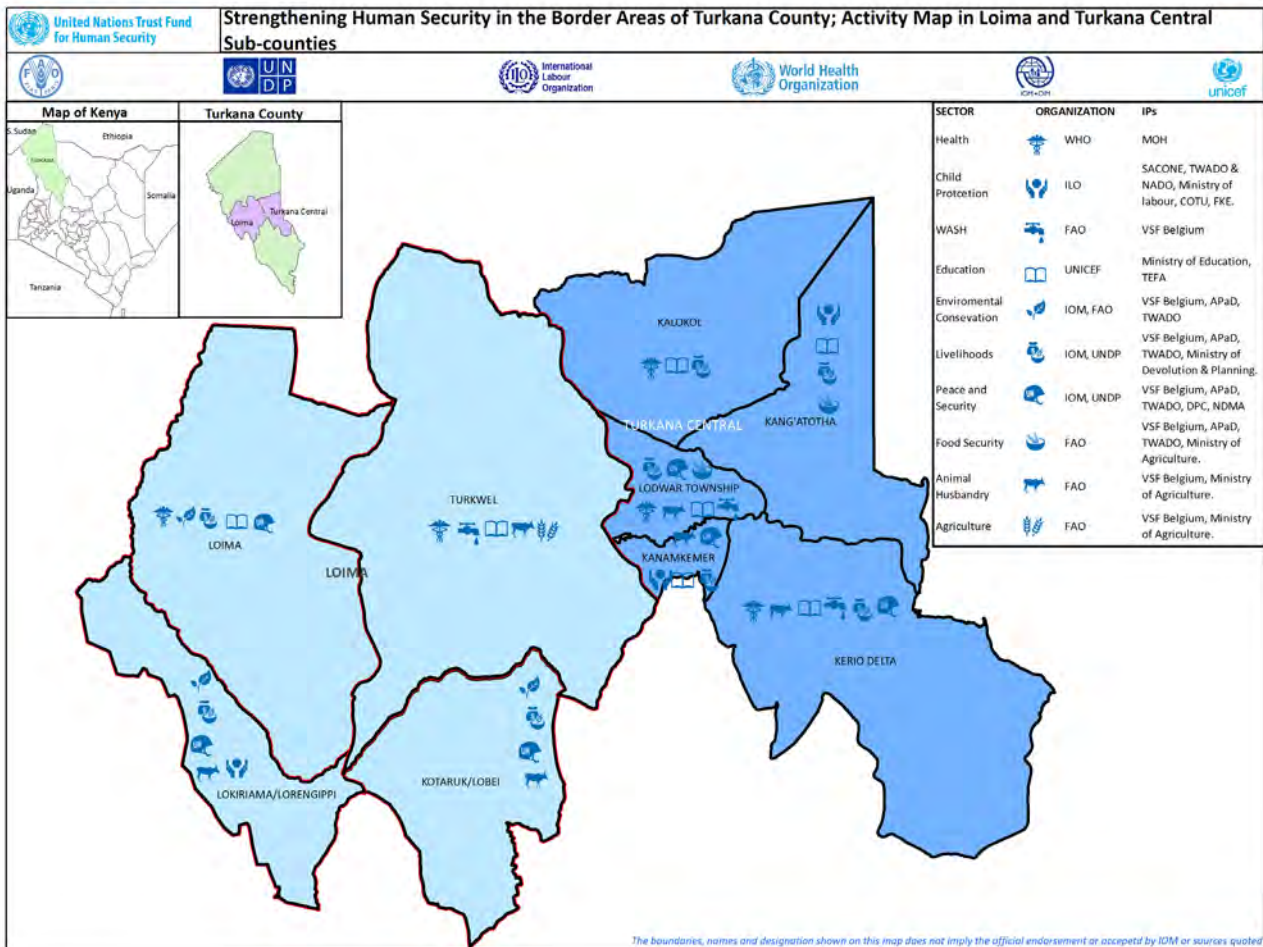 United Nations Trust Fund
for Human Security
Strengthening Human Security in the Border Areas of Turkana County; Activity Map in Loima and Turkana Central
Sub-counties
F A O
FIAT PANIS
U N
D P
International
Labour
Organization
World Health
Organization
IOM•OIM
unicef
Map of Kenya
S. Sudan
Ethiopia
Turkana
Uganda
Somalia
Tanzania
Turkana County
Turkana Central
Loima
SECTOR ORGANIZATION IPs
Health WHO MOH
Child
Protcetion
ILO
SACONE, TWADO &
NADO, Ministry of
labour, COTU, FKE.
WASH FAO VSF Belgium
Education UNICEF
Ministry of Education,
TEFA
Enviromental
Consevation
IOM, FAO
VSF Belgium, APaD,
TWADO
Livelihoods IOM, UNDP
VSF Belgium, APaD,
TWADO, Ministry of
Devolution & Planning.
Peace and
Security
IOM, UNDP
VSF Belgium, APaD,
TWADO, DPC, NDMA
Food Security FAO
VSF Belgium, APaD,
TWADO, Ministry of
Agriculture.
Animal
Husbandry
FAO
VSF Belgium, Ministry
of Agriculture.
Agriculture FAO
VSF Belgium, Ministry
of Agriculture.
KALOKOL
KANG'ATOTHA
TURKANA CENTRAL
LODWAR TOWNSHIP
TURKWEL
KANAMKEMER
LOIMA
LOIMA
KERIO DELTA
KOTARUK/LOBEI
LOKIRIAMA/LORENGIPPI
The boundaries, names and designation shown on this map does not imply the official endorsement or accepetd by IOM or sources quoted